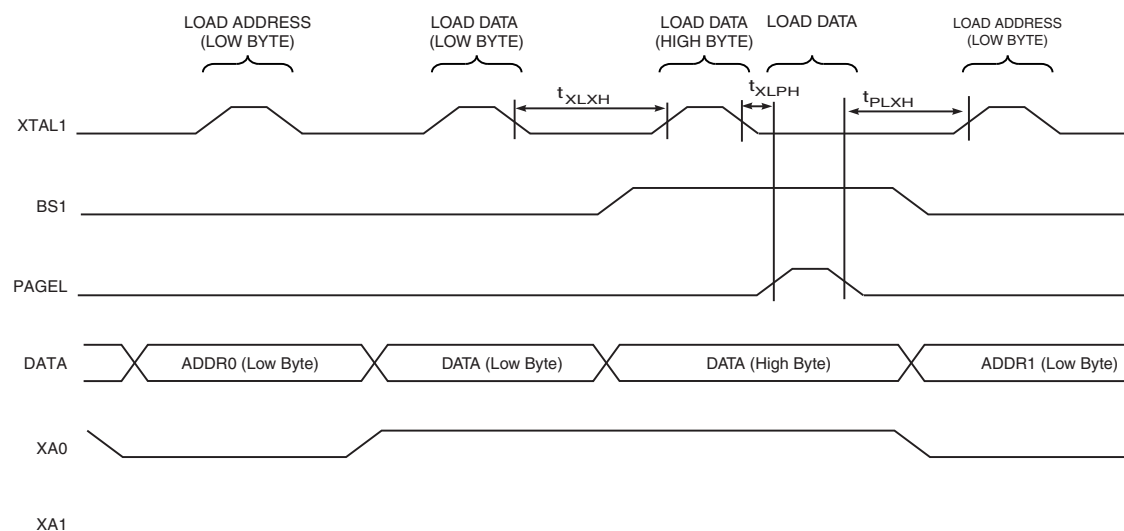 LOAD ADDRESS
(LOW BYTE)
LOAD DATA
(LOW BYTE)
LOAD DATA
(HIGH BYTE)
LOAD DATA
LOAD ADDRESS
(LOW BYTE)
tXLXH
tXLPH
tPLXH
XTAL1
BS1
PAGEL
DATA
ADDR0 (Low Byte)
DATA (Low Byte)
DATA (High Byte)
ADDR1 (Low Byte)
XA0
XA1